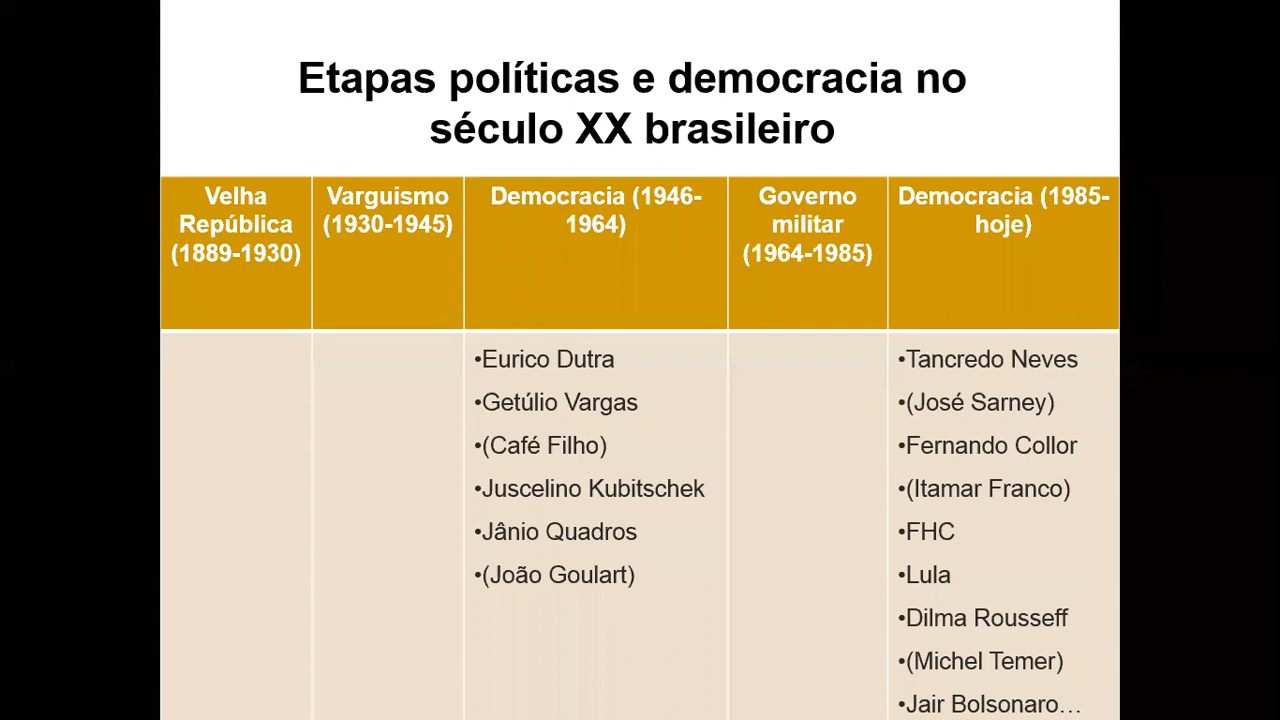 Etapas políticas e democracia no
século XX brasileiro
Velha
República
(1889-1930)
Varguismo
(1930-1945)
Democracia (1946-
1964)
Governo
militar
(1964-1985)
Democracia (1985-
hoje)
•Eurico Dutra
•Getúlio Vargas
•(Café Filho)
•Juscelino Kubitschek
•Jânio Quadros
•(João Goulart)
•Tancredo Neves
•(José Sarney)
•Fernando Collor
•(Itamar Franco)
•FHC
•Lula
•Dilma Rousseff
•(Michel Temer)
•Jair Bolsonaro…